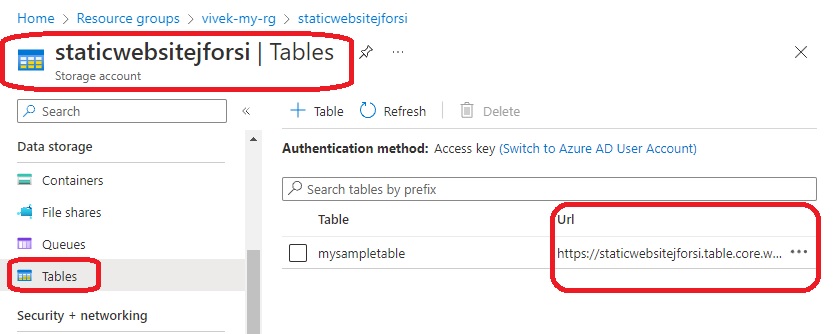 Home > Resource groups > vivek-my-rg > staticwebsitejforsi
staticwebsitejforsi | Tables
Storage account
Search
Data storage
Containers
File shares
Queues
Tables
Security + networking
+ Table Refresh Delete
Authentication method: Access key (Switch to Azure AD User Account)
Search tables by prefix
Table Url
mysampletable https://staticwebsitejforsi.table.core.w...